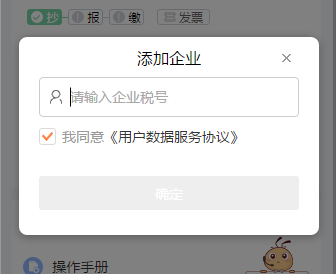 抄 报 缴 发票
添加企业
请输入企业税号
我同意《用户数据服务协议》
确定
操作手册